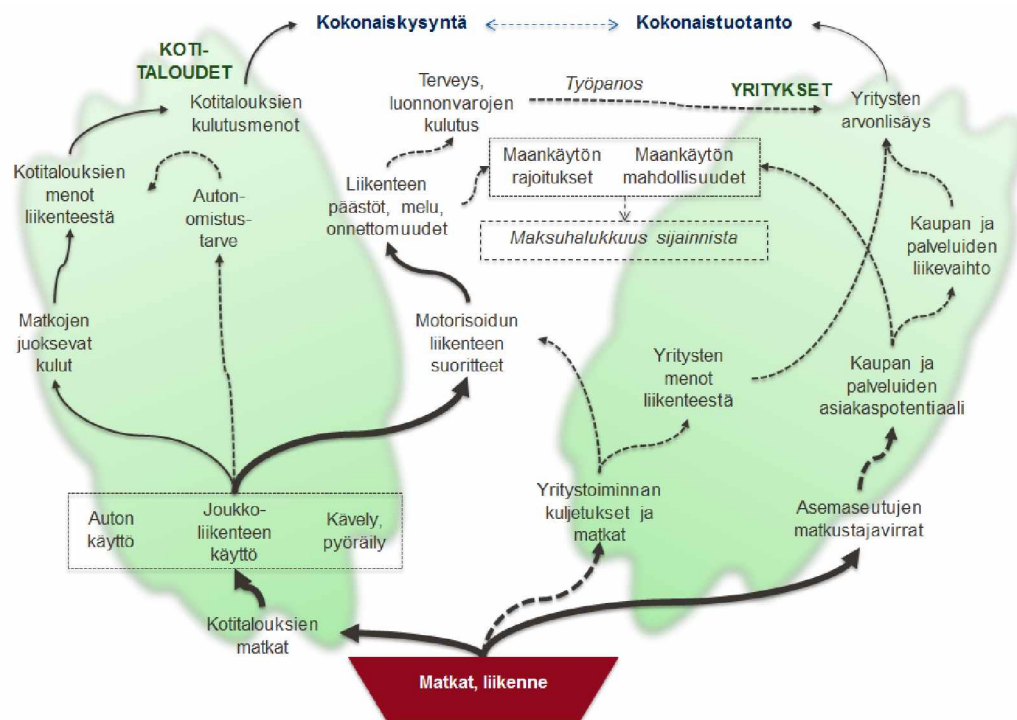 Kokonaiskysyntä
Kokonaistuotanto
KOTI-
TALOUDET
Kotitalouksien
kulutusmenot
Terveys,
luonnonvarojen
kulutus
Työpanos
YRITYKSET
Yritysten
arvonlisäys
Kotitalouksien
menot
liikenteestä
Auton-
omistus-
tarve
Liikenteen
päästöt, melu,
onnettomuudet
Maankäytön
rajoitukset
Maankäytön
mahdollisuudet
Maksuhalukkuus sijainnista
Kaupan ja
palveluiden
liikevaihto
Matkojen
juoksevat
kulut
Motorisoidun
liikenteen
suoritteet
Yritysten
menot
liikenteestä
Kaupan ja
palveluiden
asiakaspotentiaali
Auton
käyttö
Joukko-
liikenteen
käyttö
Kävely,
pyöräily
Yritystoiminnan
kuljetukset ja
matkat
Asemaseutujen
matkustajavirrat
Kotitalouksien
matkat
Matkat, liikenne